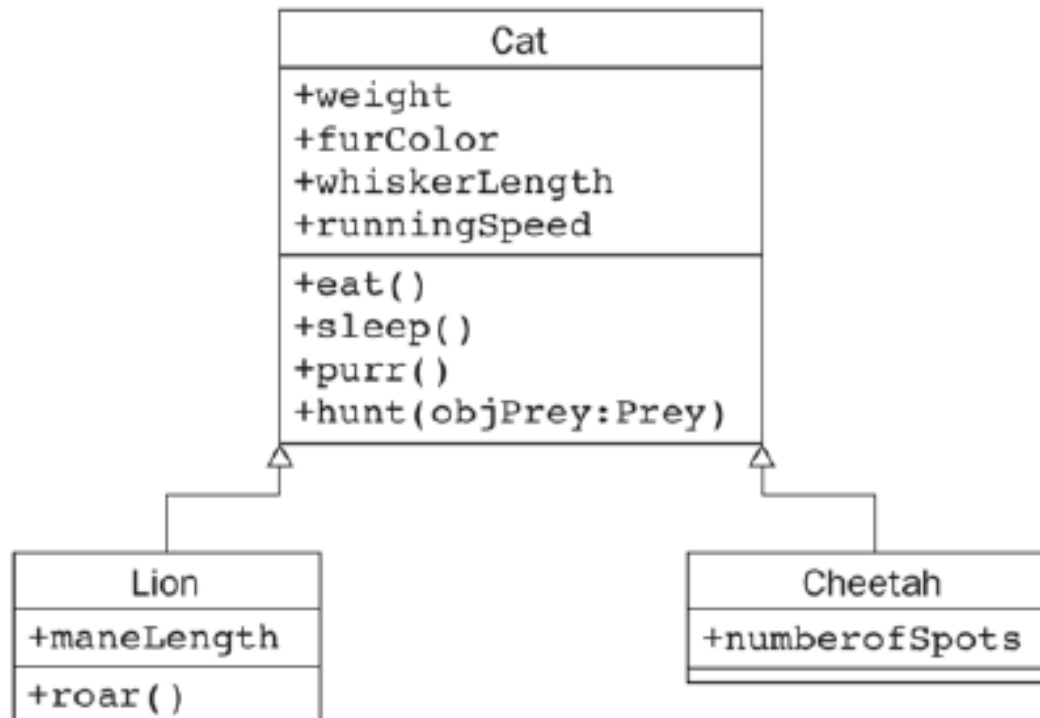 Cat
+weight
+furColor
+whiskerLength
+runningSpeed
+eat()
+sleep()
+purr()
+hunt(objPrey:Prey)
Lion
+maneLength
+roar()
Cheetah
+numberofSpots